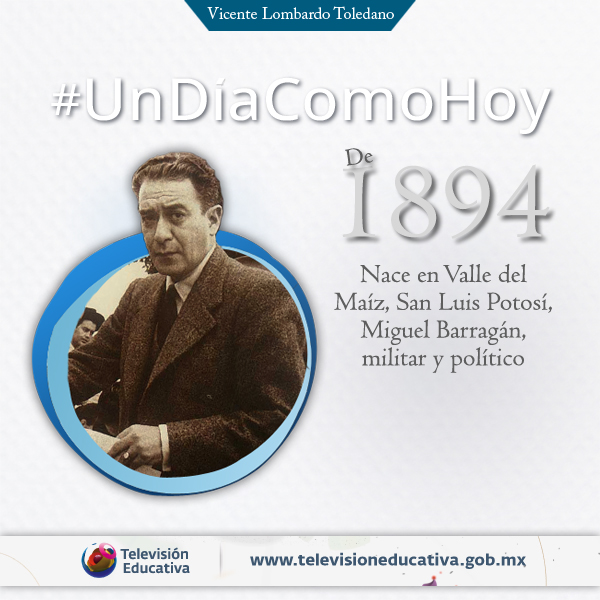 Vicente Lombardo Toledano
#UnDiaComoHoy
De
1894
Nace en Valle del
Maíz, San Luis Potosí,
Miguel Barragán,
militar y político
Televisión
Educativa
www.televisioneducativa.gob.mx